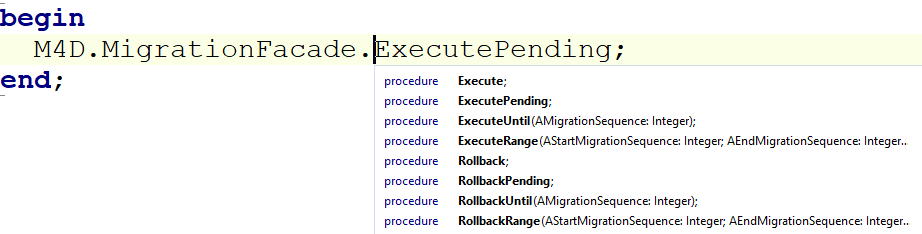 begin
M4D.MigrationFacade.ExecutePending;
end;
procedure Execute;
procedure ExecutePending;
procedure ExecuteUntil(AMigrationSequence: Integer);
procedure ExecuteRange(AStartMigrationSequence: Integer; AEndMigrationSequence: Integer..
procedure Rollback;
procedure RollbackPending;
procedure RollbackUntil(AMigrationSequence: Integer);
procedure RollbackRange(AStartMigrationSequence: Integer; AEndMigrationSequence: Integer..